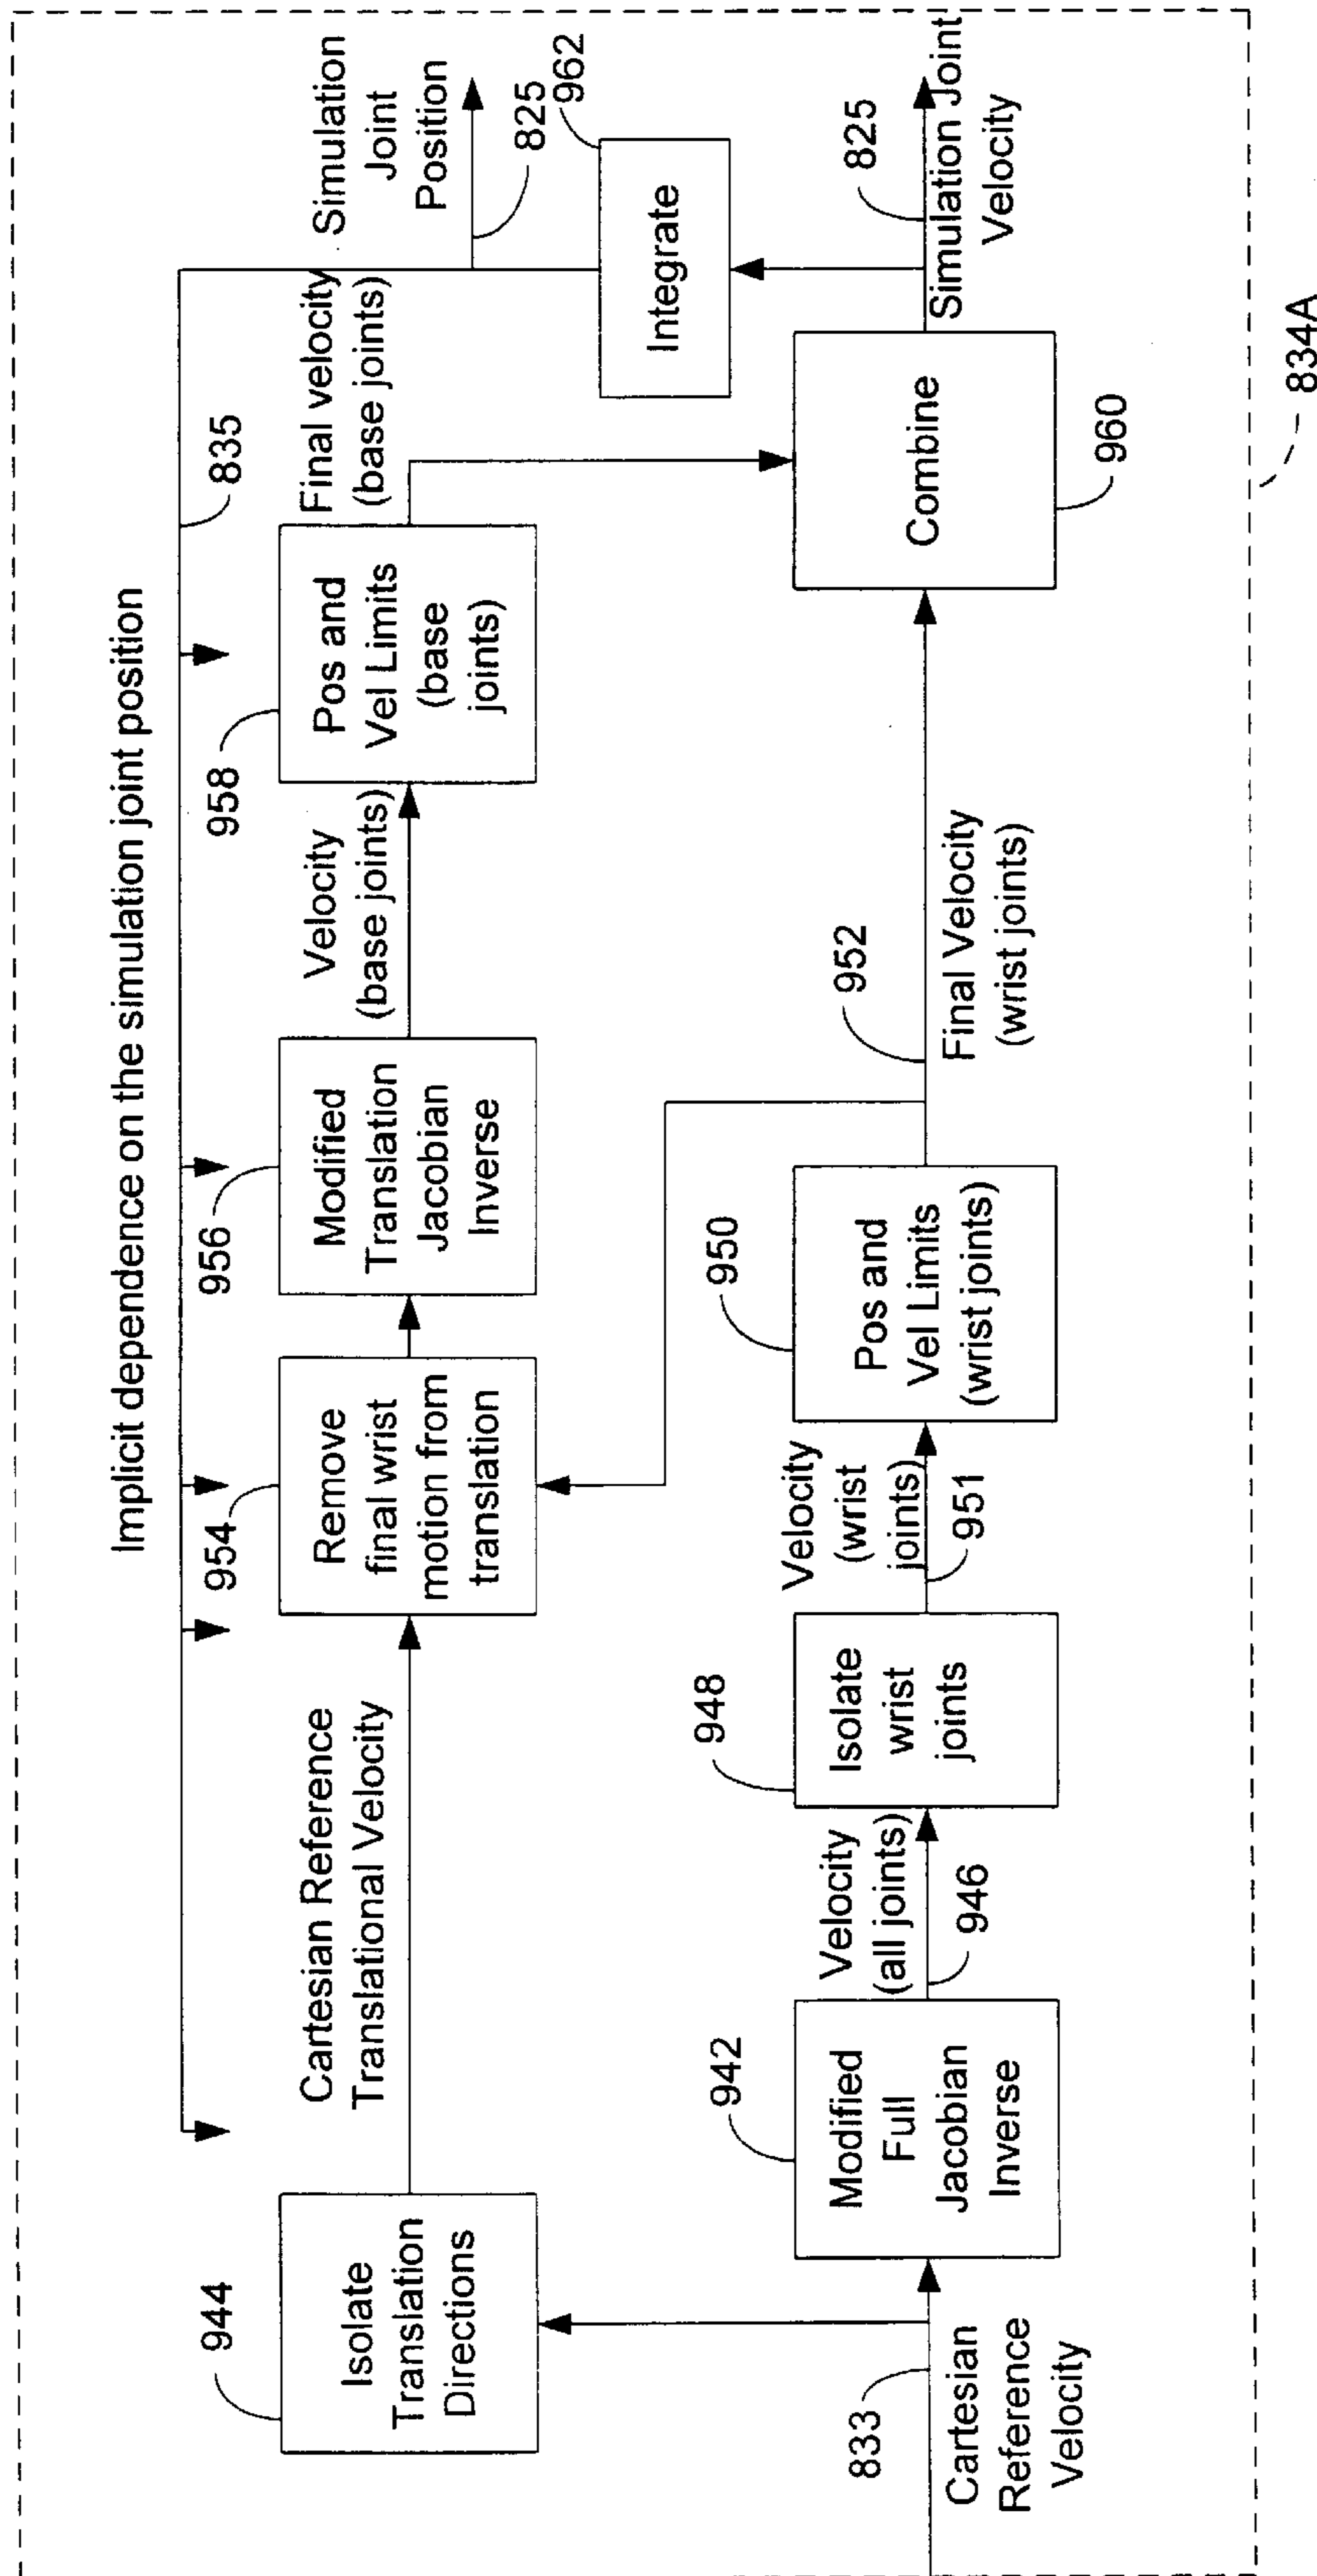 Implicit dependence on the simulation joint position
835
944
Isolate
Translation
Directions
Cartesian Reference
Translational Velocity
954
Remove
final wrist
motion from
translation
956
Modified
Translation
Jacobian
Inverse
Velocity
(base joints)
958
Pos and
Vel Limits
(base
joints)
Final velocity
(base joints)
Simulation
Joint
Position
825
962
Integrate
833
Cartesian
Reference
Velocity
942
Modified
Full
Jacobian
Inverse
Velocity
(all joints)
946
948
Isolate
wrist
joints
Velocity
(wrist
joints)
951
950
Pos and
Vel Limits
(wrist joints)
952
Final Velocity
(wrist joints)
Combine
960
825
Simulation Joint
Velocity
834A